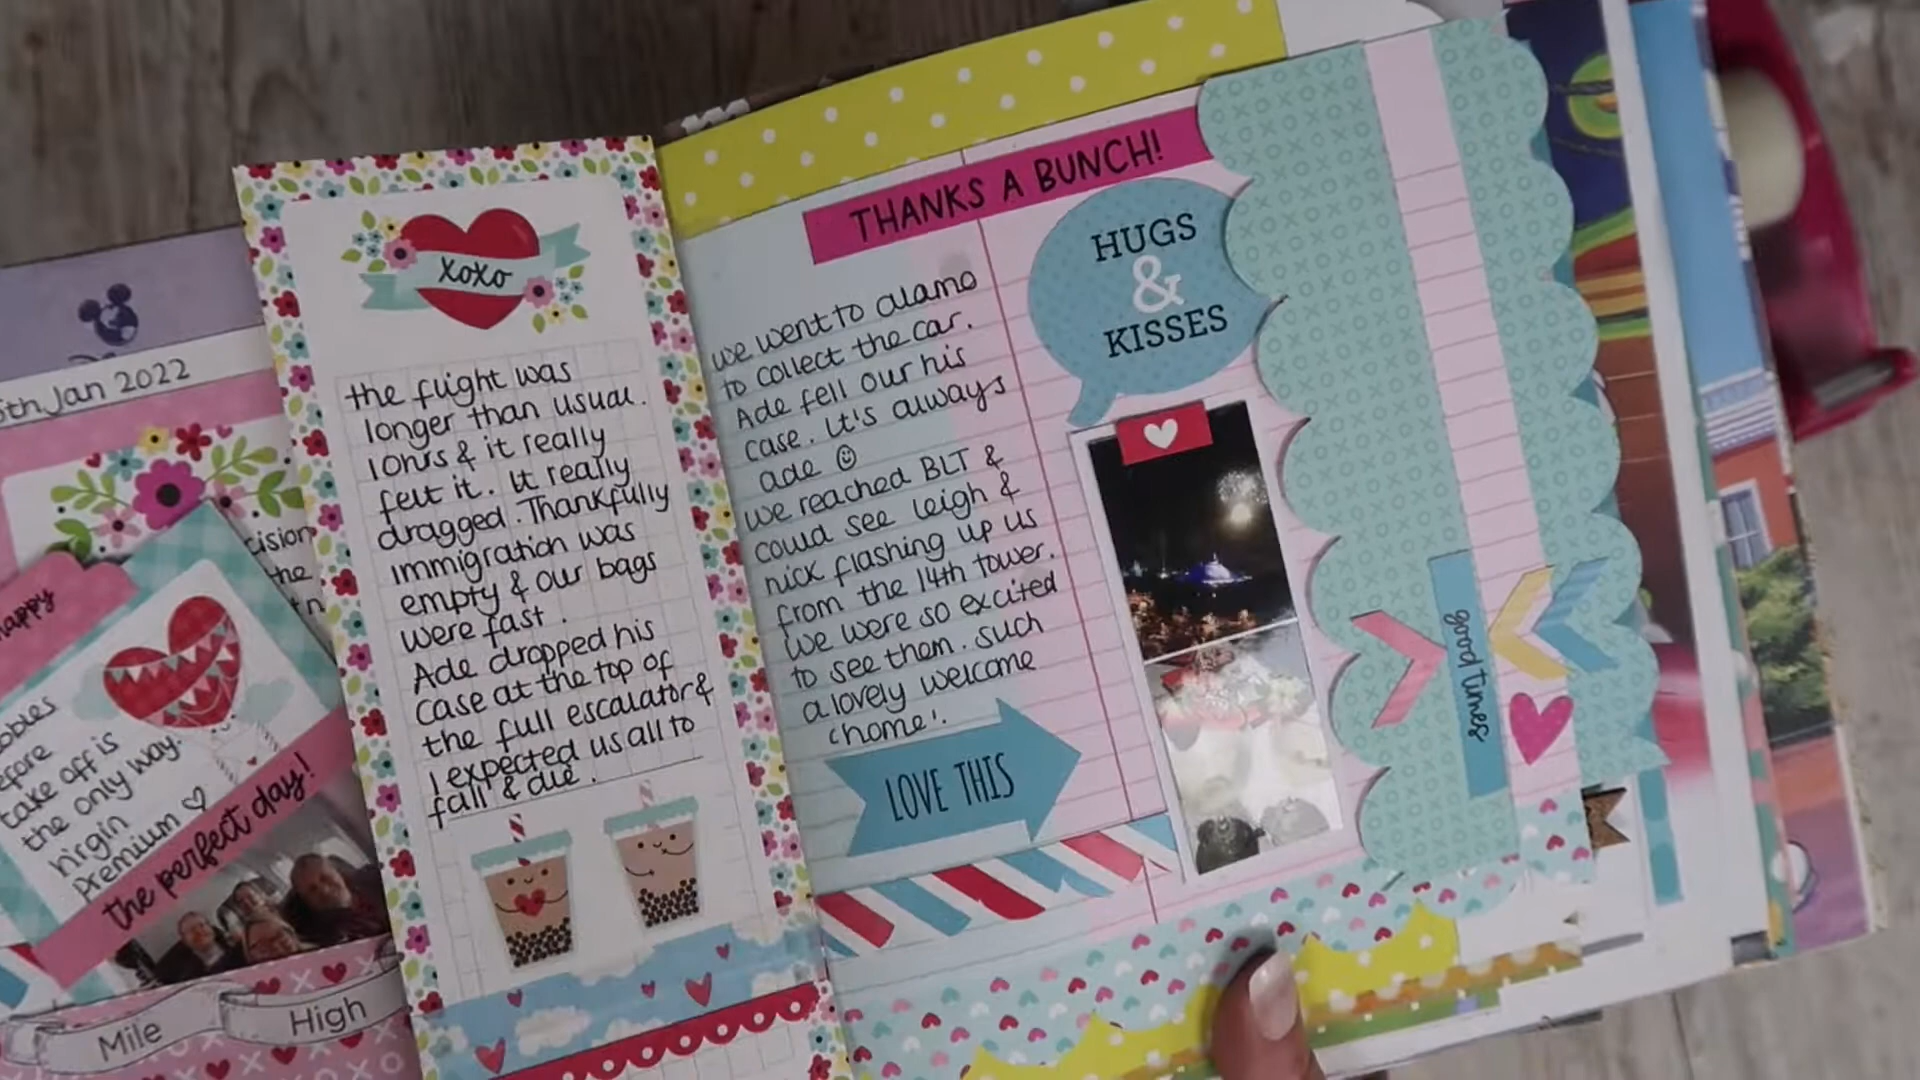 5th Jan 2022
cision
the
happy
before
take off is
the only way.
Premium ♡
the perfect day!
Mile High
xoxo
the flight was
longer than usual.
10hrs & it really
felt it. It really
dragged. Thankfully
immigration was
empty & our bags
were fast.
Ade dropped his
case at the top of
the full escalator &
I expected us all to
fall & die.
THANKS A BUNCH!
we went to alamo
to collect the car.
Ade fell our his
case. It's always
ade ☺
we reached BLT &
could see leigh &
nick flashing up us
from the 14th tower.
we were so excited
to see them. such
a lovely welcome
'home'.
LOVE THIS
HUGS
&
KISSES
good times